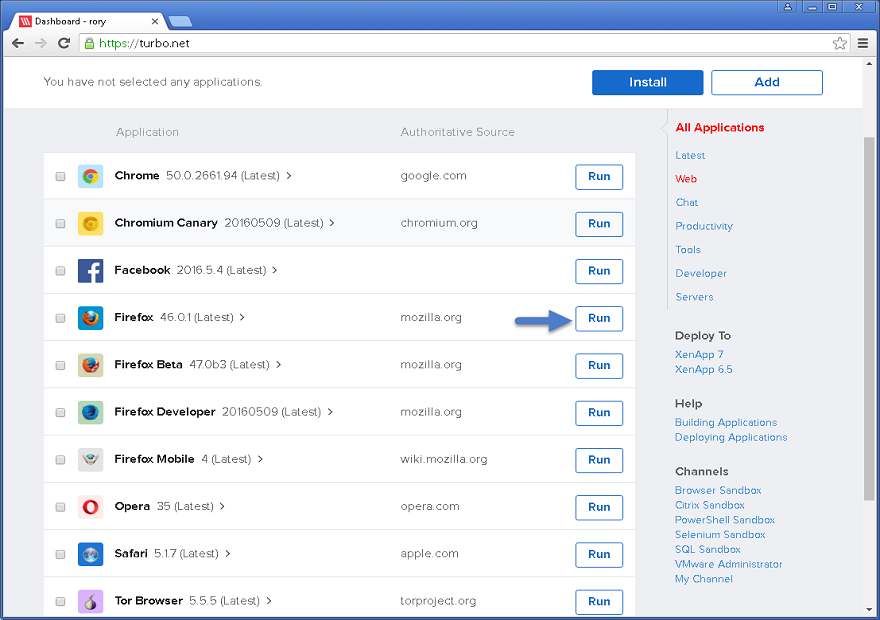 Dashboard - rory
https://turbo.net
You have not selected any applications.
Install
Add
Application
Authoritative Source
Chrome 50.0.2661.94 (Latest) >
google.com
Run
Chromium Canary 20160509 (Latest) >
chromium.org
Run
Facebook 2016.5.4 (Latest) >
Run
Firefox 46.0.1 (Latest) >
mozilla.org
Run
Firefox Beta 47.0b3 (Latest) >
mozilla.org
Run
Firefox Developer 20160509 (Latest) >
mozilla.org
Run
Firefox Mobile 4 (Latest) >
wiki.mozilla.org
Run
Opera 35 (Latest) >
opera.com
Run
Safari 5.1.7 (Latest) >
apple.com
Run
Tor Browser 5.5.5 (Latest) >
torproject.org
Run
All Applications
Latest
Web
Chat
Productivity
Tools
Developer
Servers
Deploy To
XenApp 7
XenApp 6.5
Help
Building Applications
Deploying Applications
Channels
Browser Sandbox
Citrix Sandbox
PowerShell Sandbox
Selenium Sandbox
SQL Sandbox
VMware Administrator
My Channel